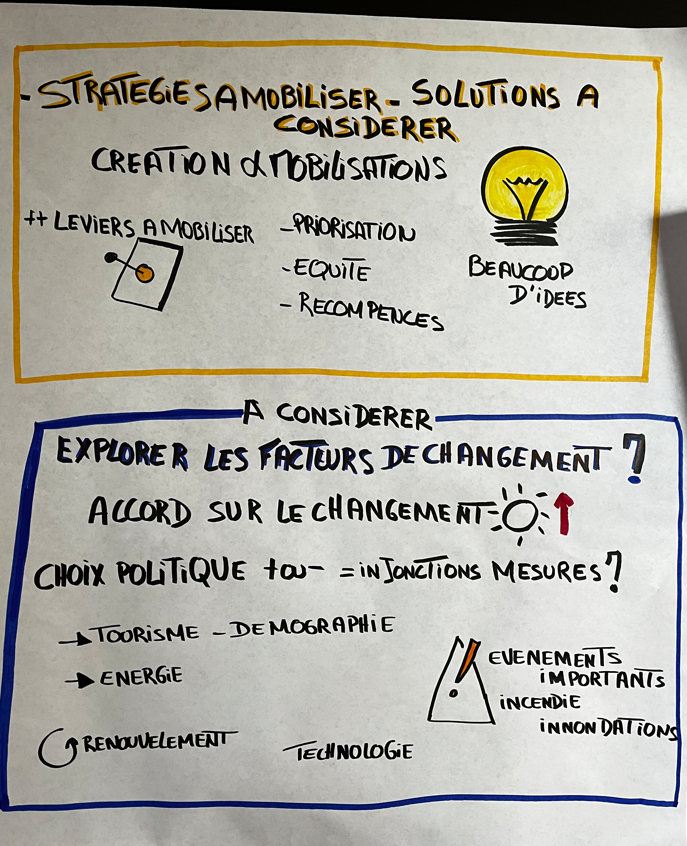 - STRATEGIES A MOBILISER - SOLUTIONS A
CONSIDERER
CREATION & MOBILISATIONS
++ LEVIERS A MOBILISER
- PRIORISATION
- EQUITE
- RECOMPENCES
BEAUCOUP
D'IDEES
A CONSIDERER
EXPLORER LES FACTEURS DE CHANGEMENT ?
ACCORD SUR LE CHANGEMENT
CHOIX POLITIQUE + ou - = INJONCTIONS MESURES ?
→ TOURISME - DEMOGRAPHIE
→ ENERGIE
EVENEMENTS
IMPORTANTS
INCENDIE
INNONDATIONS
RENOUVELEMENT
TECHNOLOGIE